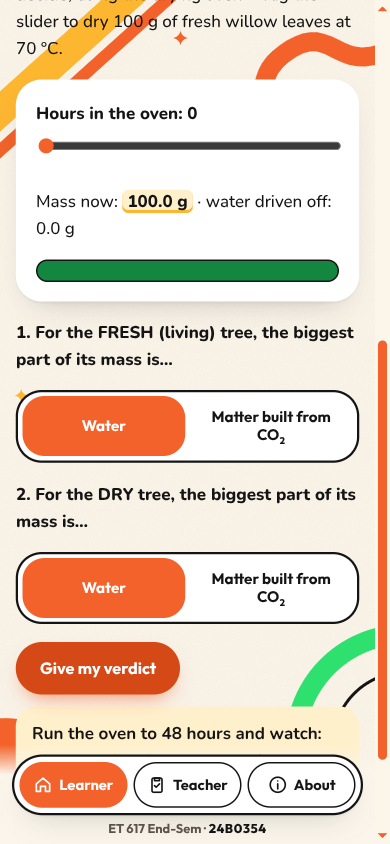 slider to dry 100 g of fresh willow leaves at
70 °C.
Hours in the oven: 0
Mass now: 100.0 g · water driven off:
0.0 g
1. For the FRESH (living) tree, the biggest
part of its mass is...
Water
Matter built from
CO₂
2. For the DRY tree, the biggest part of its
mass is...
Water
Matter built from
CO₂
Give my verdict
Run the oven to 48 hours and watch:
Learner
Teacher
About
ET 617 End-Sem · 24B0354